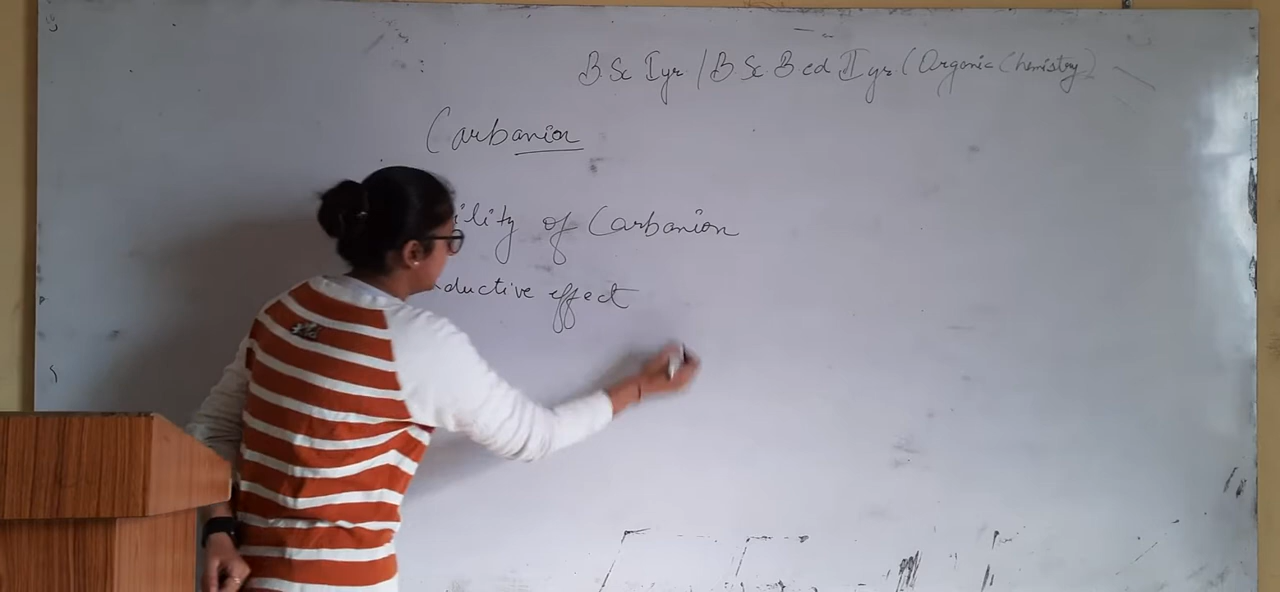 B.Sc I yr / B.Sc.B.ed II yr (Organic Chemistry)
Carbanion
ility of Carbanion
ductive effect